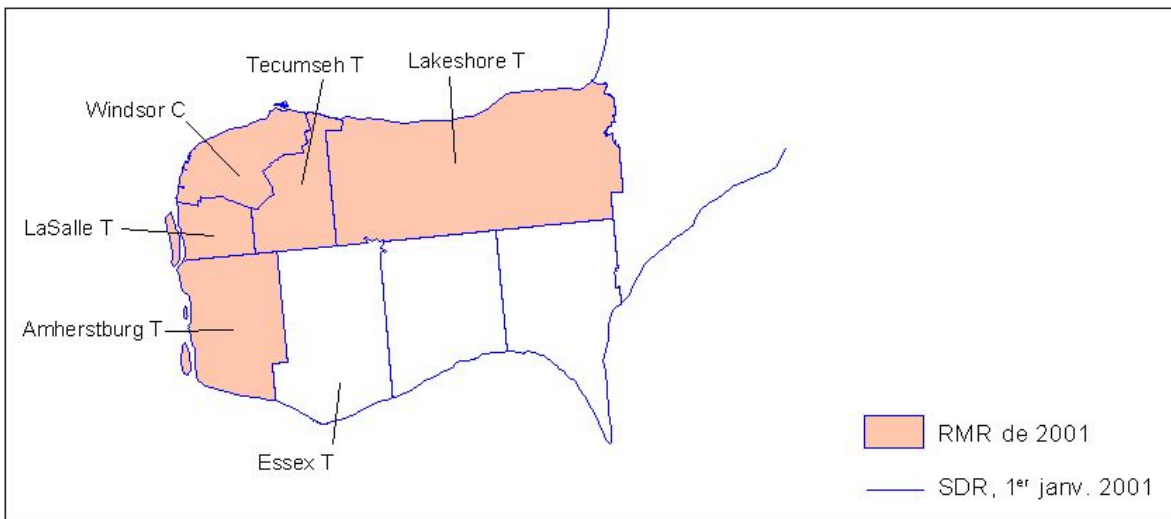 Tecumseh T
Lakeshore T
Windsor C
LaSalle T
Amherstburg T
Essex T
RMR de 2001
SDR, 1er janv. 2001